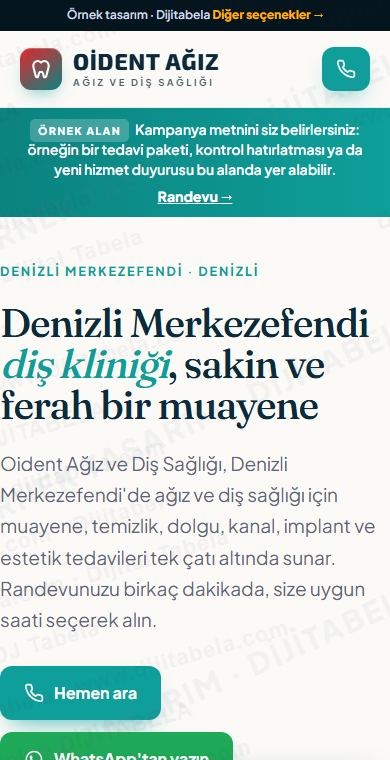 Örnek tasarım · Dijitabela Diğer seçenekler →
OİDENT AĞIZ
AĞIZ VE DİŞ SAĞLIĞI
ÖRNEK ALAN Kampanya metnini siz belirlersiniz:
örneğin bir tedavi paketi, kontrol hatırlatması ya da
yeni hizmet duyurusu bu alanda yer alabilir.
Randevu →
DENİZLİ MERKEZEFENDİ · DENİZLİ
Denizli Merkezefendi
diş kliniği, sakin ve
ferah bir muayene
Oident Ağız ve Diş Sağlığı, Denizli
Merkezefendi'de ağız ve diş sağlığı için
muayene, temizlik, dolgu, kanal, implant ve
estetik tedavileri tek çatı altında sunar.
Randevunuzu birkaç dakikada, size uygun
saati seçerek alın.
Hemen ara
WhatsApp'tan yazın